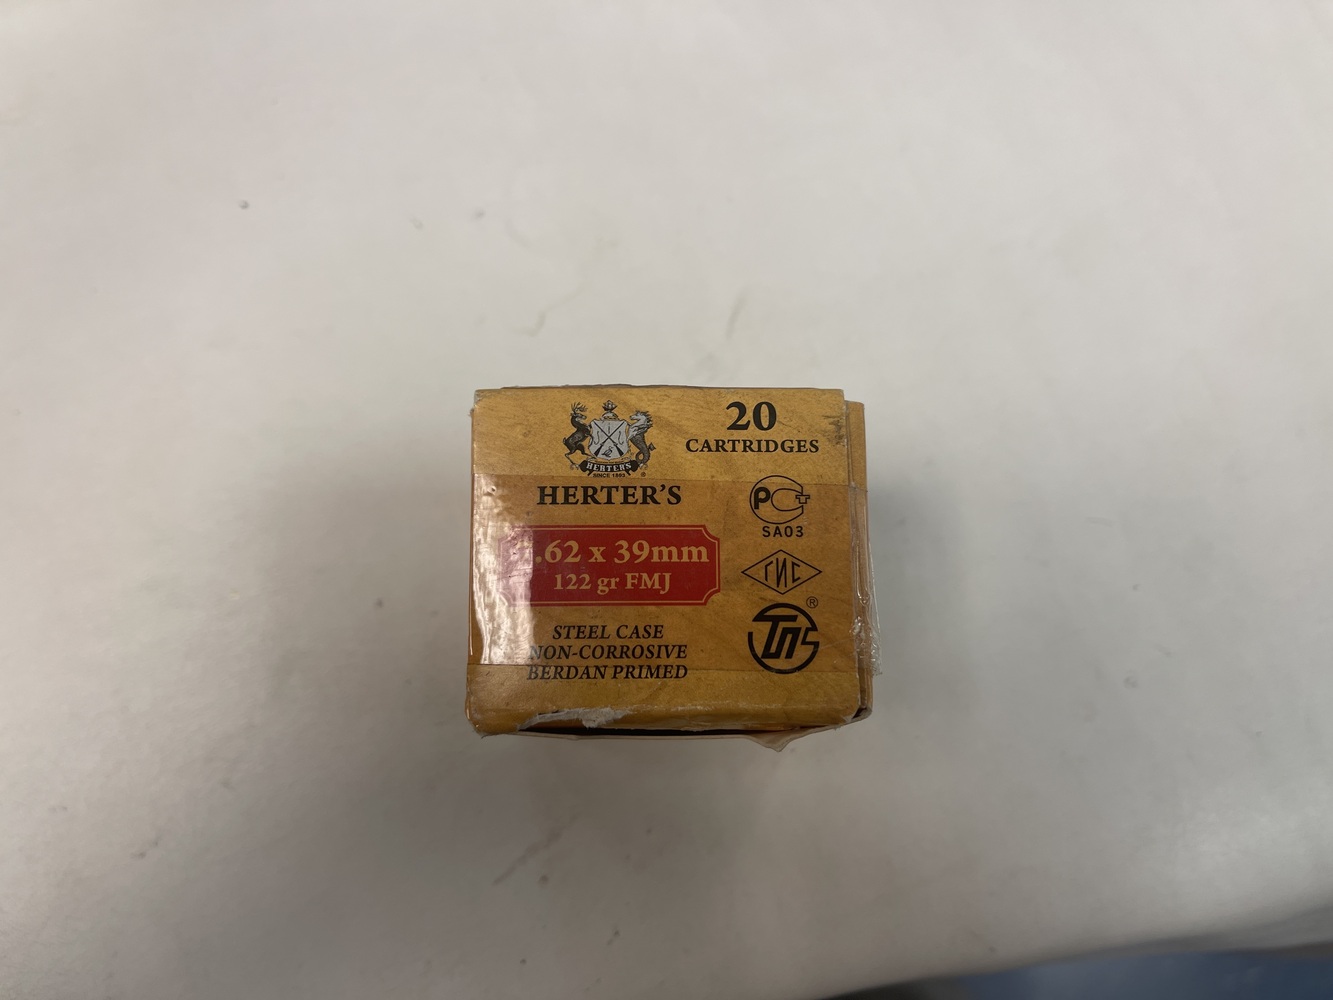 20
CARTRIDGES
HERTER'S
SINCE 1893 ®
HERTER'S
РСТ
SA03
.62 x 39mm
122 gr FMJ
ГИС
®
STEEL CASE
NON-CORROSIVE
BERDAN PRIMED